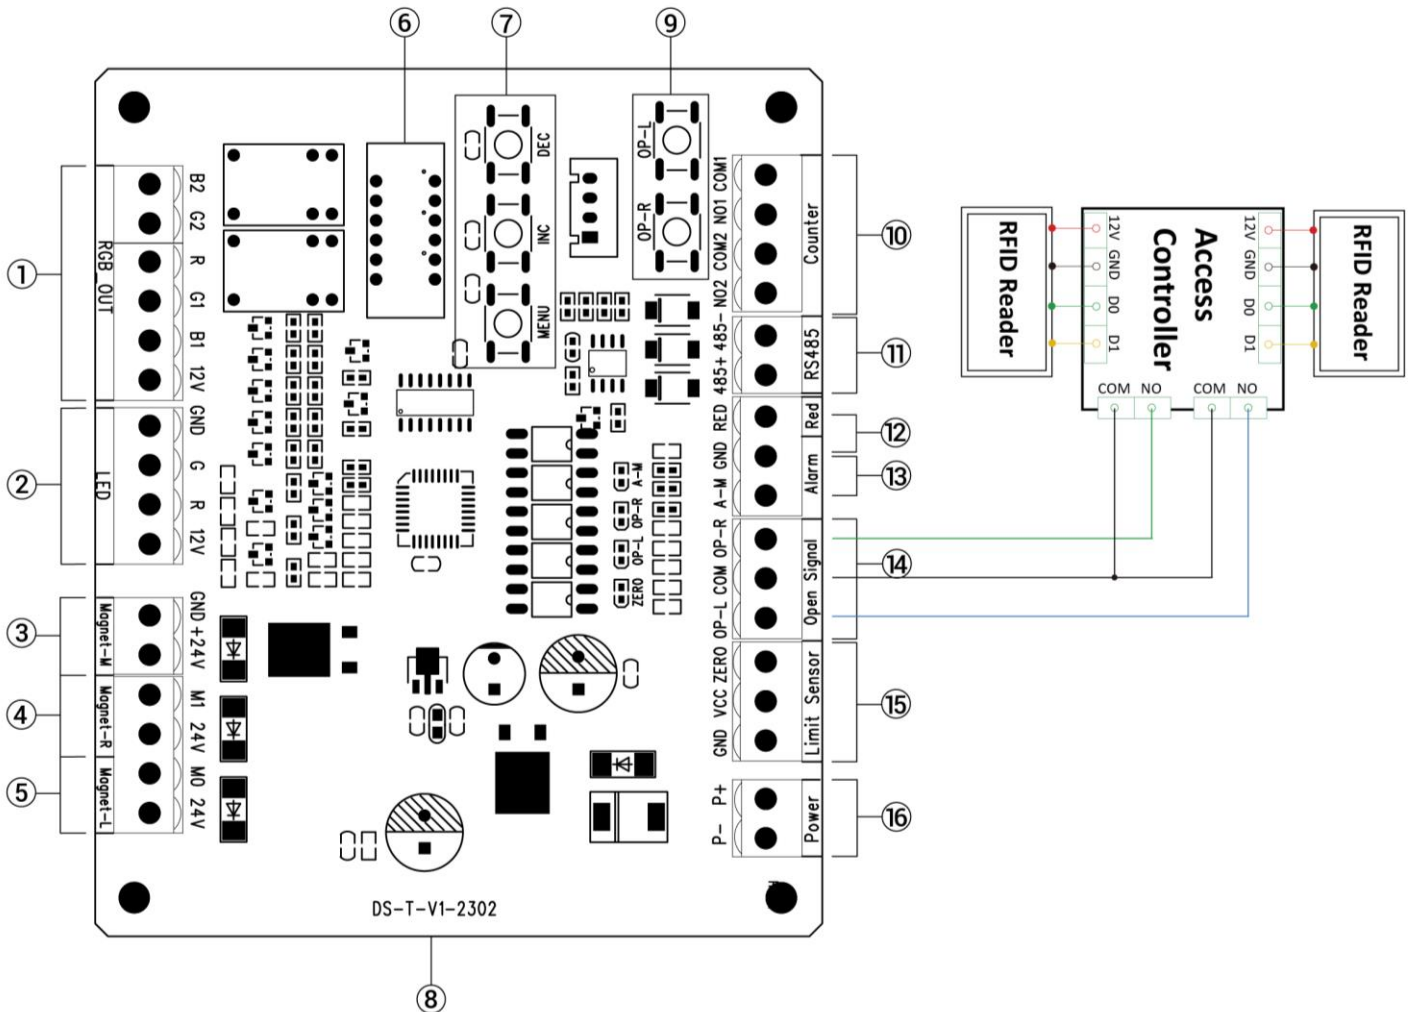 ⑥
⑦
⑨
①
RGB_OUT
B2
G2
R
G1
B1
12V
②
LED
GND
G
R
12V
③
Magnet-M
GND
+24V
④
Magnet-R
M1
24V
⑤
Magnet-L
M0
24V
DEC
INC
MENU
OP-L
OP-R
A-M
OP-R
OP-L
ZERO
COM1
NO1
COM2
NO2
Counter
⑩
485-
485+
RS485
⑪
RED
Red
⑫
GND
A-M
Alarm
⑬
OP-R
COM
OP-L
Open Signal
⑭
ZERO
VCC
GND
Limit Sensor
⑮
P+
P-
Power
⑯
DS-T-V1-2302
⑧
RFID Reader
12V
GND
D0
D1
Access
Controller
12V
GND
D0
D1
RFID Reader
COM NO COM NO